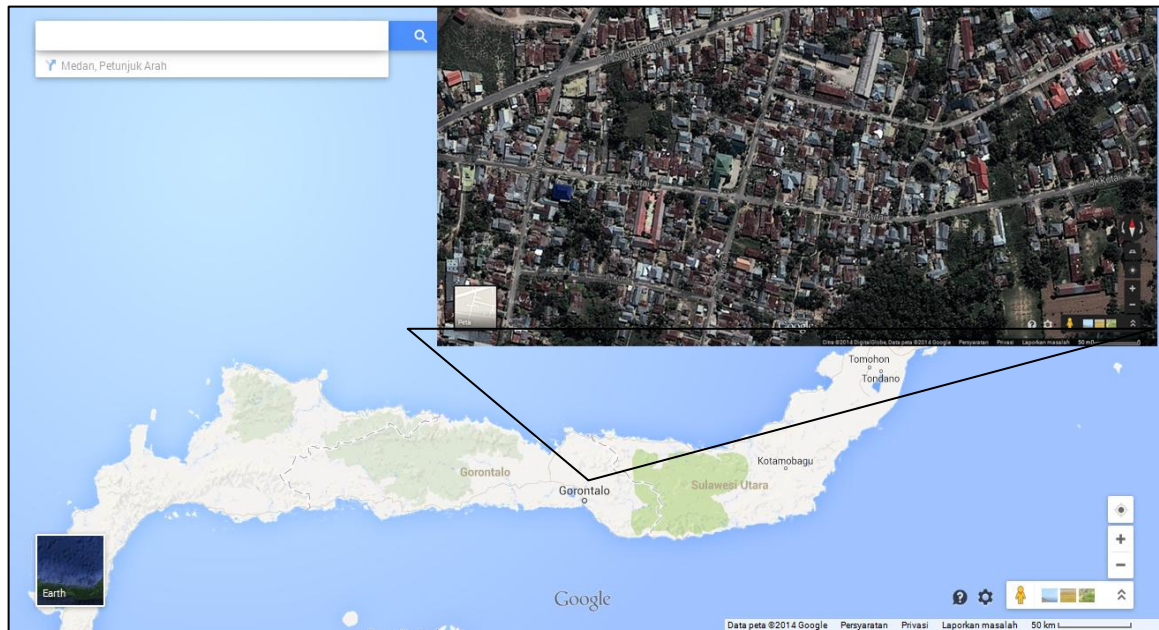 Medan, Petunjuk Arah
Peta
Google
Citra ©2014 DigitalGlobe, Data peta ©2014 Google Persyaratan Privasi Laporkan masalah 50 m
Tomohon
Tondano
Kotamobagu
Gorontalo
Sulawesi Utara
Gorontalo
Earth
Google
Data peta ©2014 Google Persyaratan Privasi Laporkan masalah 50 km